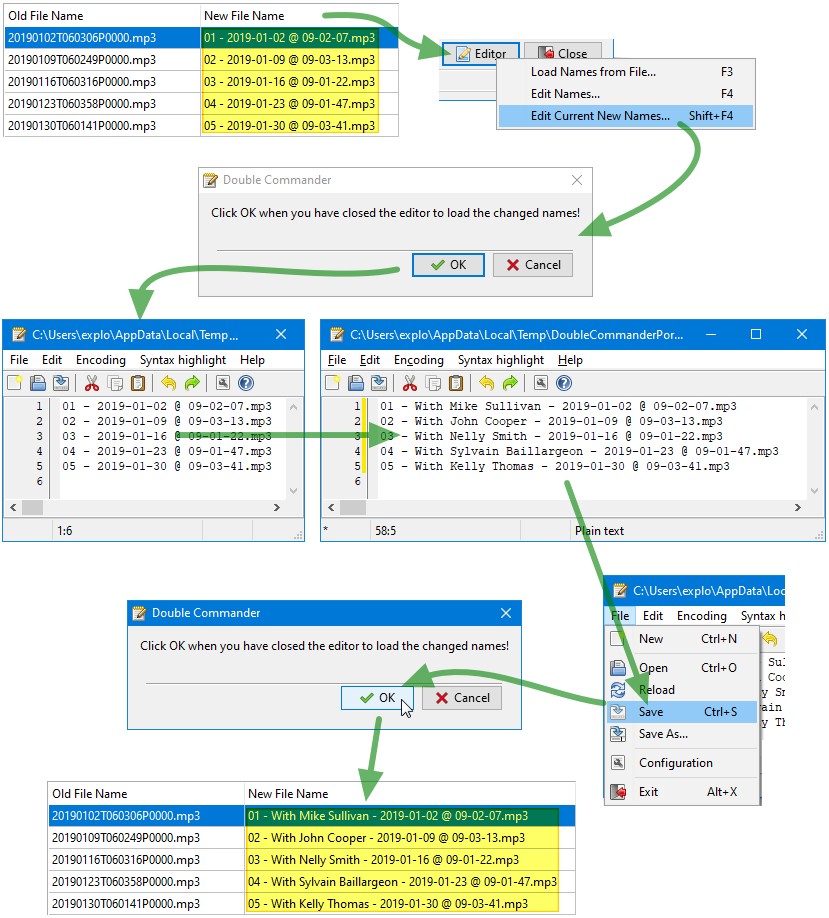 Old File Name New File Name
20190102T060306P0000.mp3 01 - 2019-01-02 @ 09-02-07.mp3
20190109T060249P0000.mp3 02 - 2019-01-09 @ 09-03-13.mp3
20190116T060316P0000.mp3 03 - 2019-01-16 @ 09-01-22.mp3
20190123T060358P0000.mp3 04 - 2019-01-23 @ 09-01-47.mp3
20190130T060141P0000.mp3 05 - 2019-01-30 @ 09-03-41.mp3
Editor Close
Load Names from File... F3
Edit Names... F4
Edit Current New Names... Shift+F4
Double Commander
Click OK when you have closed the editor to load the changed names!
OK Cancel
C:\Users\explo\AppData\Local\Temp...
File Edit Encoding Syntax highlight Help
1 01 - 2019-01-02 @ 09-02-07.mp3
2 02 - 2019-01-09 @ 09-03-13.mp3
3 03 - 2019-01-16 @ 09-01-22.mp3
4 04 - 2019-01-23 @ 09-01-47.mp3
5 05 - 2019-01-30 @ 09-03-41.mp3
6
1:6
C:\Users\explo\AppData\Local\Temp\DoubleCommanderPor...
File Edit Encoding Syntax highlight Help
1 01 - With Mike Sullivan - 2019-01-02 @ 09-02-07.mp3
2 02 - With John Cooper - 2019-01-09 @ 09-03-13.mp3
3 03 - With Nelly Smith - 2019-01-16 @ 09-01-22.mp3
4 04 - With Sylvain Baillargeon - 2019-01-23 @ 09-01-47.mp3
5 05 - With Kelly Thomas - 2019-01-30 @ 09-03-41.mp3
6
* 58:5 Plain text
C:\Users\explo\AppData\Loc
File Edit Encoding Syntax h
New Ctrl+N
Open Ctrl+O
Reload
Save Ctrl+S
Save As...
Configuration
Exit Alt+X
Sul
Coo
y Sm
vain
y Th
Double Commander
Click OK when you have closed the editor to load the changed names!
OK Cancel
Old File Name New File Name
20190102T060306P0000.mp3 01 - With Mike Sullivan - 2019-01-02 @ 09-02-07.mp3
20190109T060249P0000.mp3 02 - With John Cooper - 2019-01-09 @ 09-03-13.mp3
20190116T060316P0000.mp3 03 - With Nelly Smith - 2019-01-16 @ 09-01-22.mp3
20190123T060358P0000.mp3 04 - With Sylvain Baillargeon - 2019-01-23 @ 09-01-47.mp3
20190130T060141P0000.mp3 05 - With Kelly Thomas - 2019-01-30 @ 09-03-41.mp3